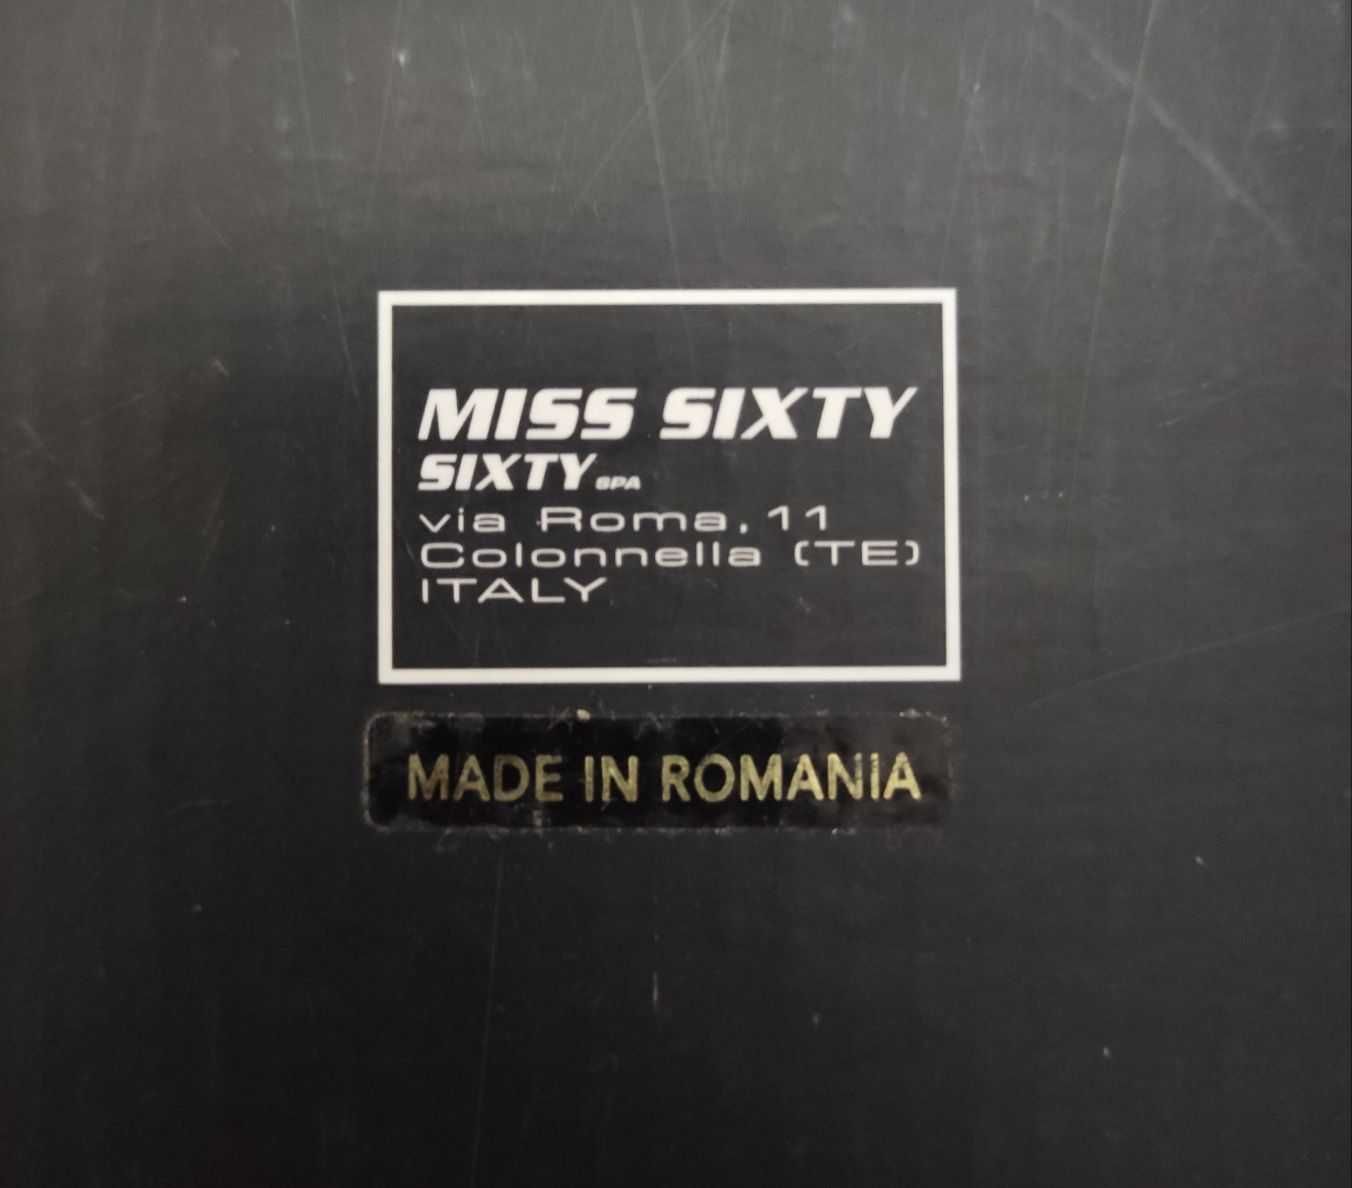 MISS SIXTY
SIXTY SPA
via Roma, 11
Colonnella (TE)
ITALY
MADE IN ROMANIA